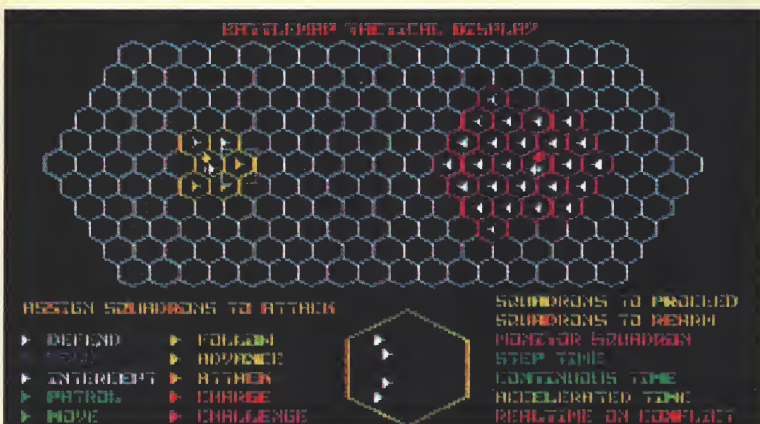 BATTLEMAP TACTICAL DISPLAY
ASSIGN SQUADRONS TO ATTACK
DEFEND
INTERCEPT
PATROL
MOVE
FOLLOW
ADVANCE
ATTACK
CHARGE
CHALLENGE
SQUADRONS TO PROCEED
SQUADRONS TO REARM
MONITOR SQUADRON
STEP TIME
CONTINUOUS TIME
ACCELERATED TIME
REALTIME ON CONFLICT